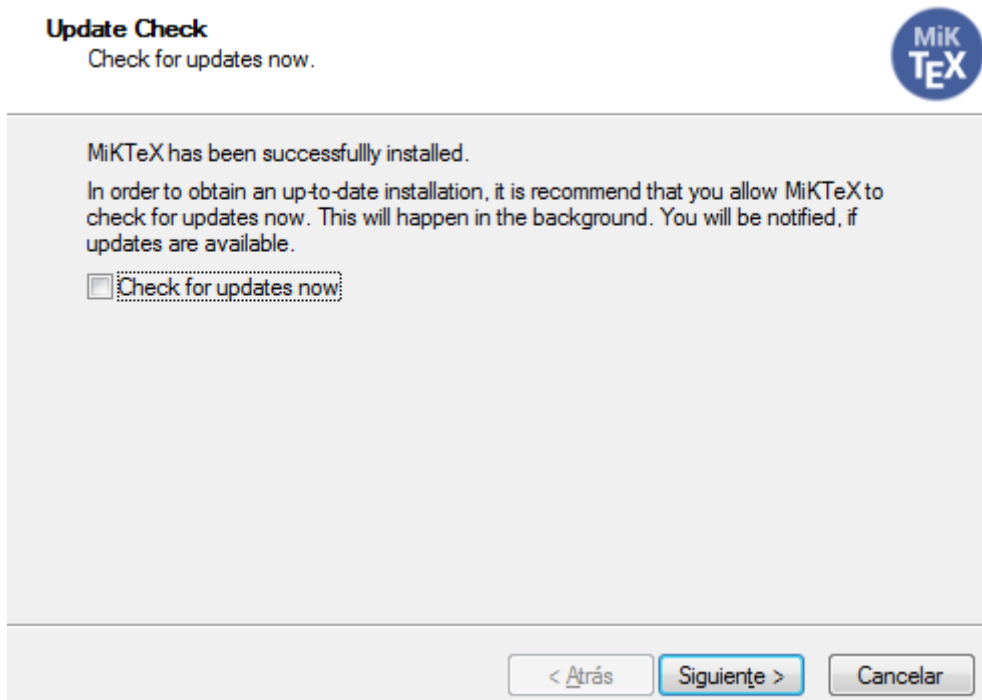 Update Check
Check for updates now.
MiK
TEX
MiKTeX has been successfullly installed.
In order to obtain an up-to-date installation, it is recommend that you allow MiKTeX to
check for updates now. This will happen in the background. You will be notified, if
updates are available.
Check for updates now
< Atrás
Siguiente >
Cancelar